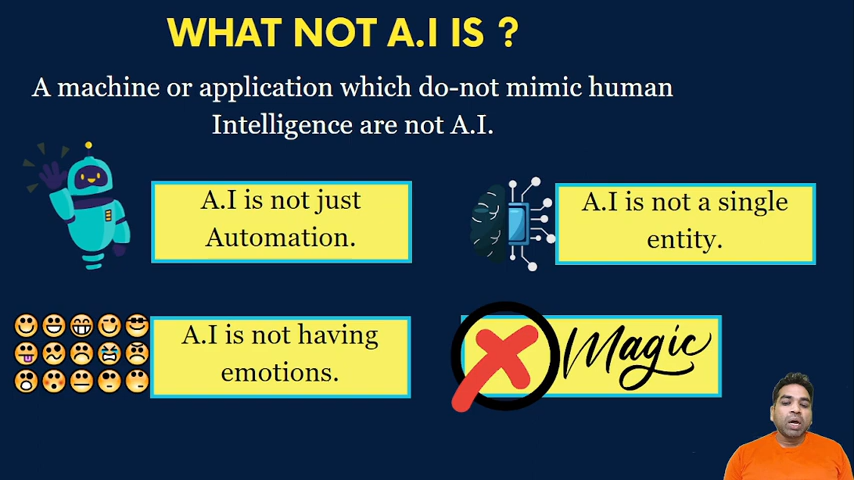 WHAT NOT A.I IS ?
A machine or application which do-not mimic human
Intelligence are not A.I.
A.I is not just
Automation.
A.I is not a single
entity.
A.I is not having
emotions.
Magic